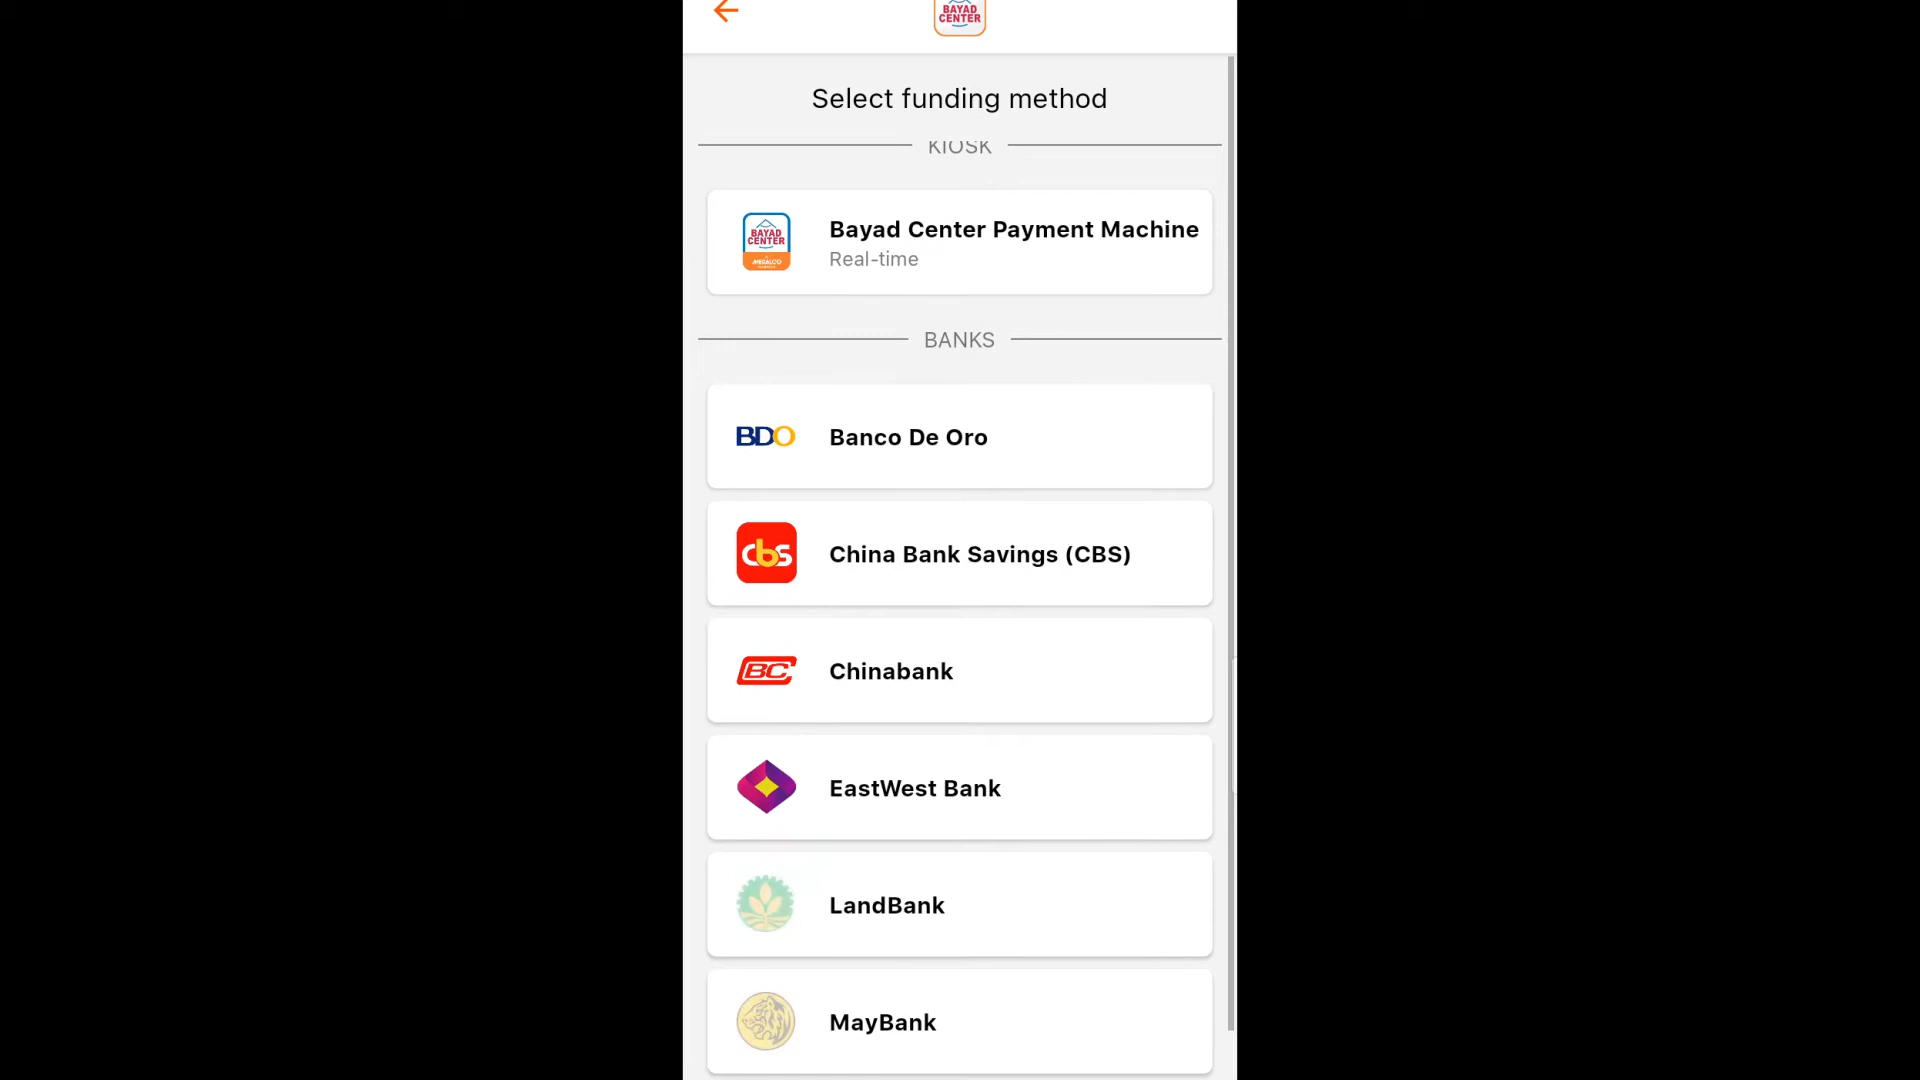 BAYAD
CENTER
Select funding method
KIOSK
BAYAD
CENTER
MERALCO
Bayad Center Payment Machine
Real-time
BANKS
BDO
Banco De Oro
cbs
China Bank Savings (CBS)
BC
Chinabank
EastWest Bank
LandBank
MayBank